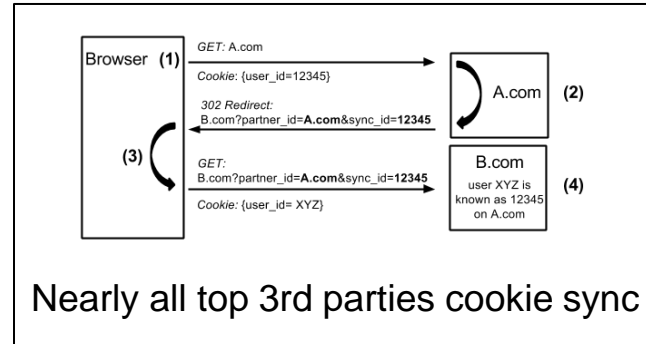 Browser (1)
GET: A.com
Cookie: {user_id=12345}
A.com (2)
302 Redirect:
B.com?partner_id=A.com&sync_id=12345
(3)
GET:
B.com?partner_id=A.com&sync_id=12345
Cookie: {user_id= XYZ}
B.com
user XYZ is
known as 12345
on A.com
(4)
Nearly all top 3rd parties cookie sync